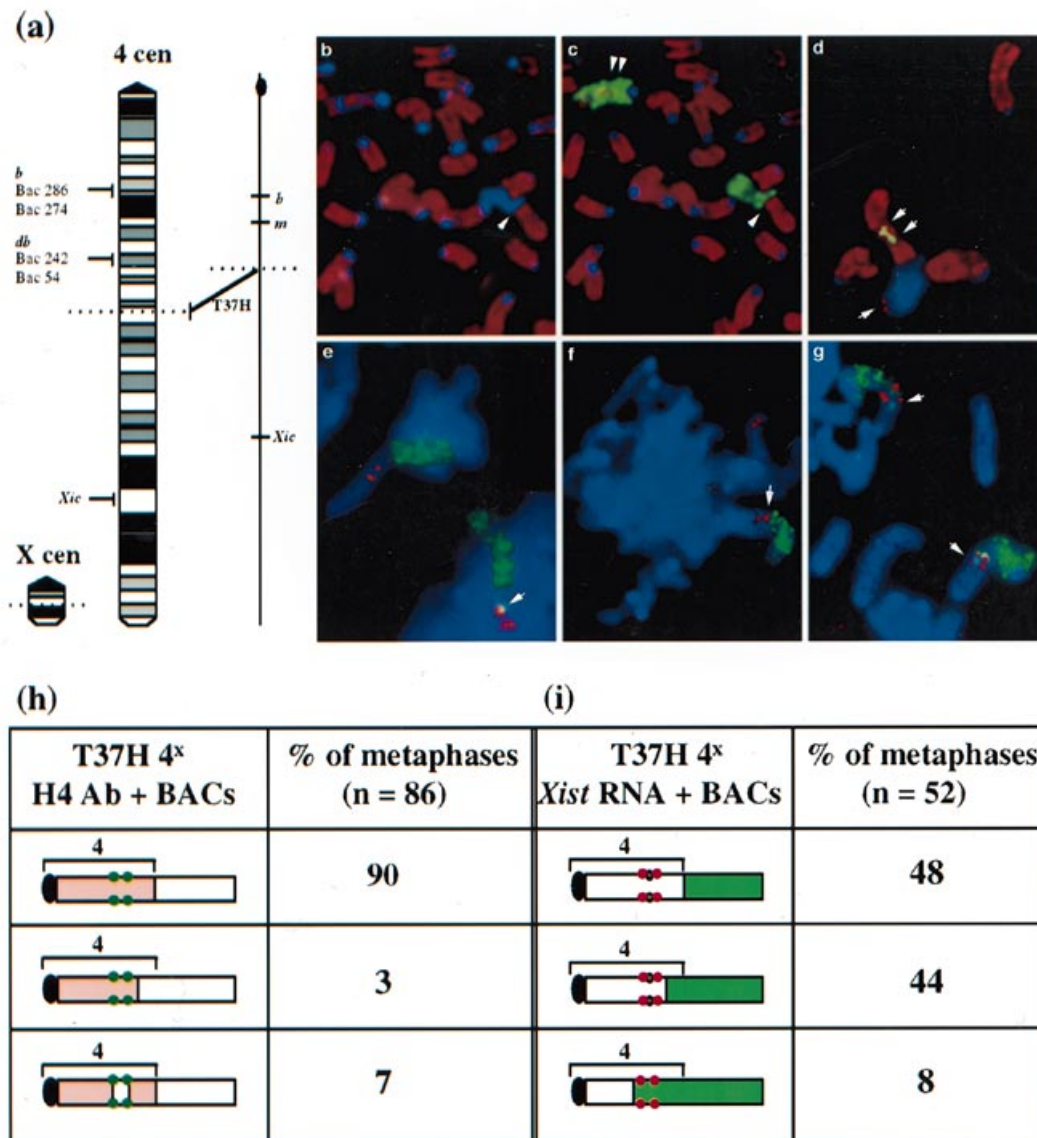 (a)
4 cen
b
Bac 286
Bac 274
db
Bac 242
Bac 54
Xic
X cen
b
m
T37H
Xic
b
c
d
e
f
g
(h)
T37H 4x
H4 Ab + BACs
% of metaphases
(n = 86)
4
90
4
3
4
7
(i)
T37H 4x
Xist RNA + BACs
% of metaphases
(n = 52)
4
48
4
44
4
8